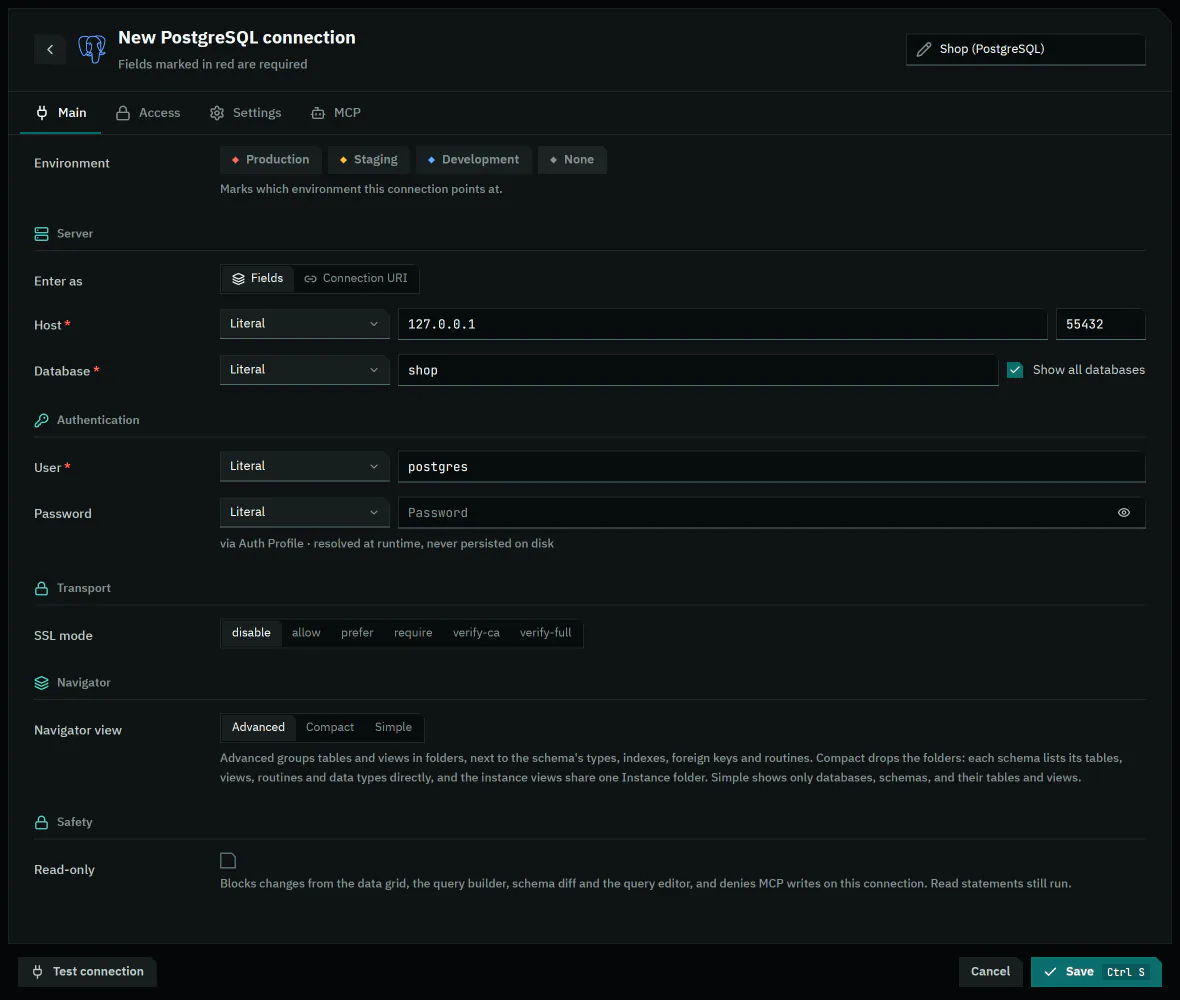 New PostgreSQL connection
Fields marked in red are required
Shop (PostgreSQL)
Main
Access
Settings
MCP
Environment
Production
Staging
Development
None
Marks which environment this connection points at.
Server
Enter as
Fields
Connection URI
Host *
Literal
127.0.0.1
55432
Database *
Literal
shop
Show all databases
Authentication
User *
Literal
postgres
Password
Literal
Password
via Auth Profile · resolved at runtime, never persisted on disk
Transport
SSL mode
disable
allow
prefer
require
verify-ca
verify-full
Navigator
Navigator view
Advanced
Compact
Simple
Advanced groups tables and views in folders, next to the schema's types, indexes, foreign keys and routines. Compact drops the folders: each schema lists its tables,
views, routines and data types directly, and the instance views share one Instance folder. Simple shows only databases, schemas, and their tables and views.
Safety
Read-only
Blocks changes from the data grid, the query builder, schema diff and the query editor, and denies MCP writes on this connection. Read statements still run.
Test connection
Cancel
Save
Ctrl S